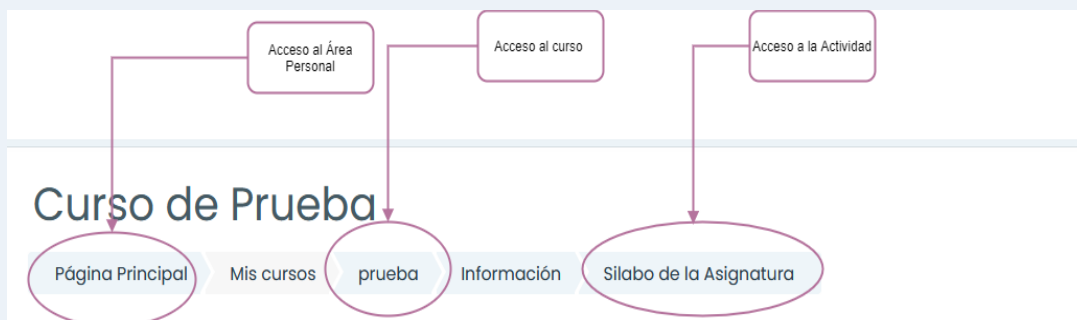 Acceso al Área
Personal
Acceso al curso
Acceso a la Actividad
Curso de Prueba
Página Principal
Mis cursos
prueba
Información
Silabo de la Asignatura